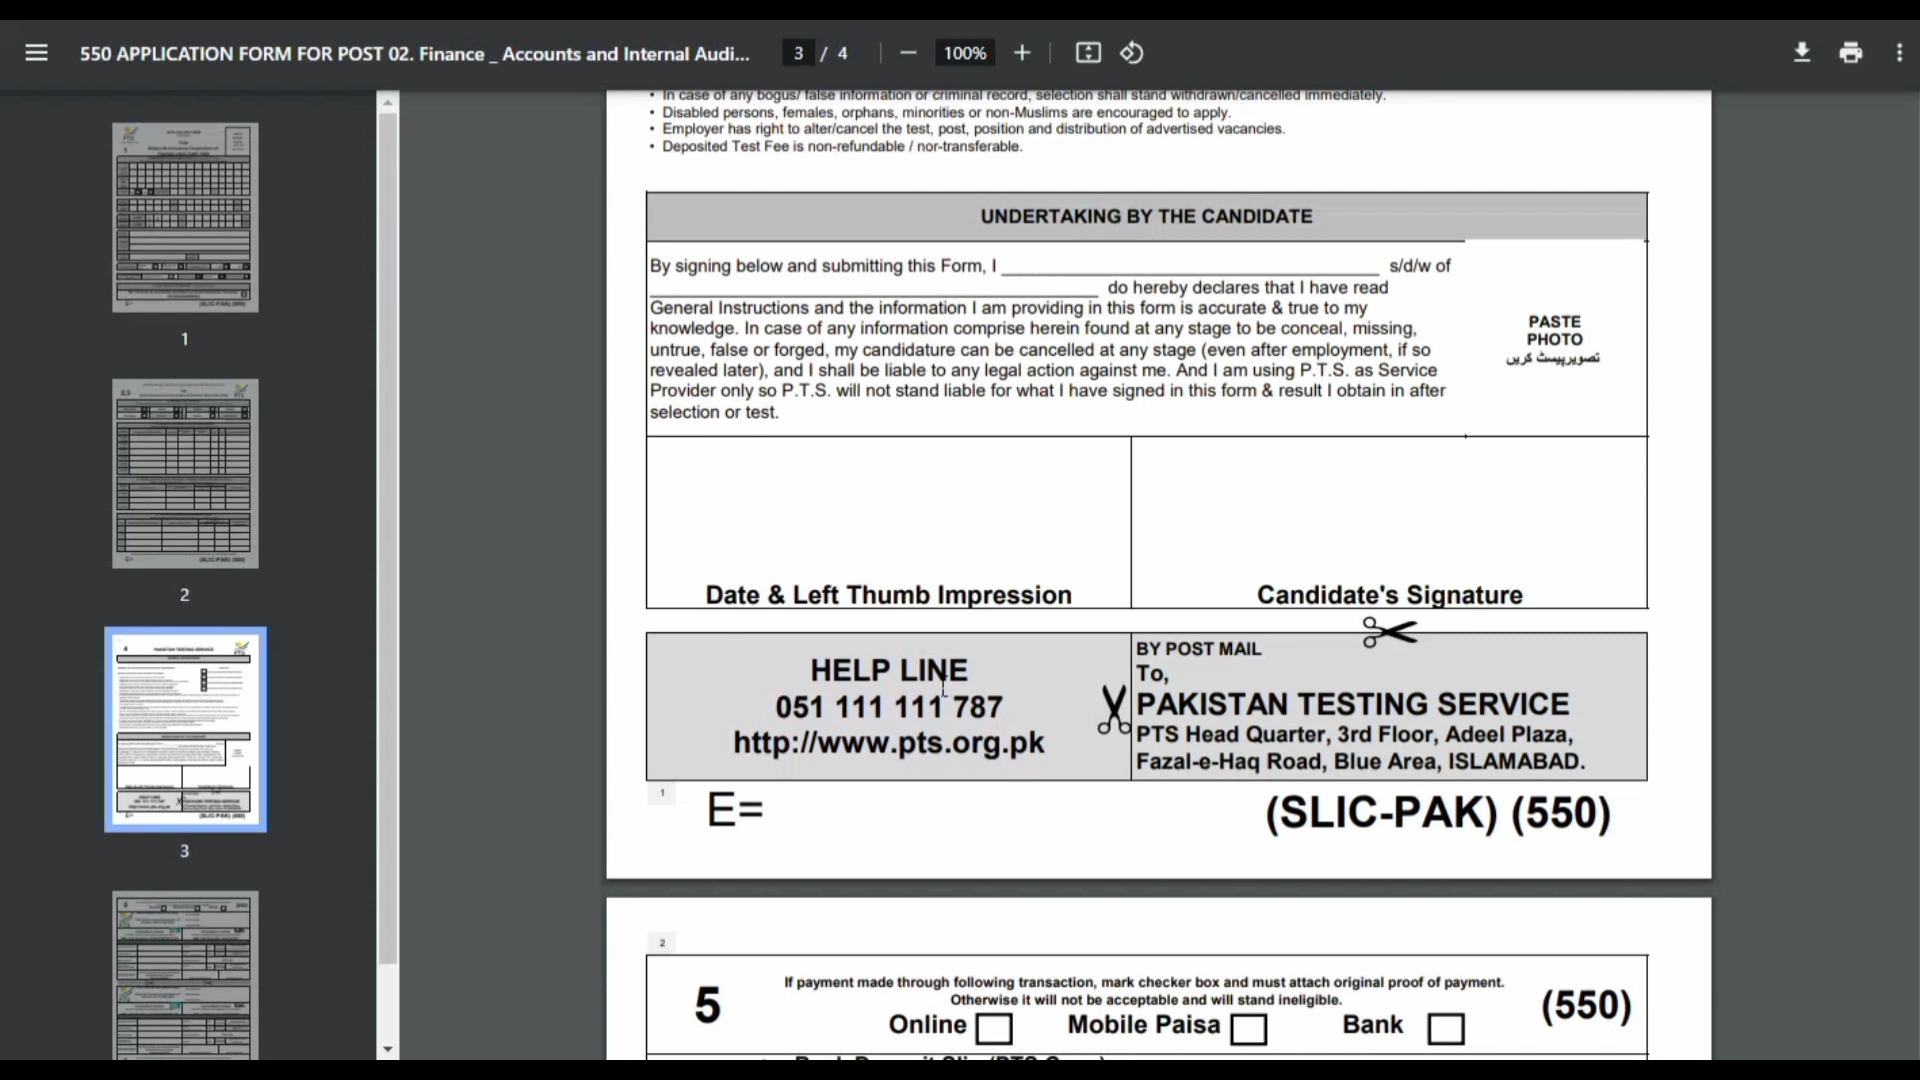 550 APPLICATION FORM FOR POST 02. Finance _ Accounts and Internal Audi...
3 / 4
100%
• In case of any bogus/ false information or criminal record, selection shall stand withdrawn/cancelled immediately.
• Disabled persons, females, orphans, minorities or non-Muslims are encouraged to apply.
• Employer has right to alter/cancel the test, post, position and distribution of advertised vacancies.
• Deposited Test Fee is non-refundable / nor-transferable.
UNDERTAKING BY THE CANDIDATE
By signing below and submitting this Form, I ______ s/d/w of
______ do hereby declares that I have read
General Instructions and the information I am providing in this form is accurate & true to my
knowledge. In case of any information comprise herein found at any stage to be conceal, missing,
untrue, false or forged, my candidature can be cancelled at any stage (even after employment, if so
revealed later), and I shall be liable to any legal action against me. And I am using P.T.S. as Service
Provider only so P.T.S. will not stand liable for what I have signed in this form & result I obtain in after
selection or test.
PASTE
PHOTO
تصویرپیسٹ کریں
Date & Left Thumb Impression
Candidate's Signature
HELP LINE
051 111 111 787
http://www.pts.org.pk
BY POST MAIL
To,
PAKISTAN TESTING SERVICE
PTS Head Quarter, 3rd Floor, Adeel Plaza,
Fazal-e-Haq Road, Blue Area, ISLAMABAD.
1
E=
(SLIC-PAK) (550)
2
5
If payment made through following transaction, mark checker box and must attach original proof of payment.
Otherwise it will not be acceptable and will stand ineligible.
Online
Mobile Paisa
Bank
(550)
1
2
3